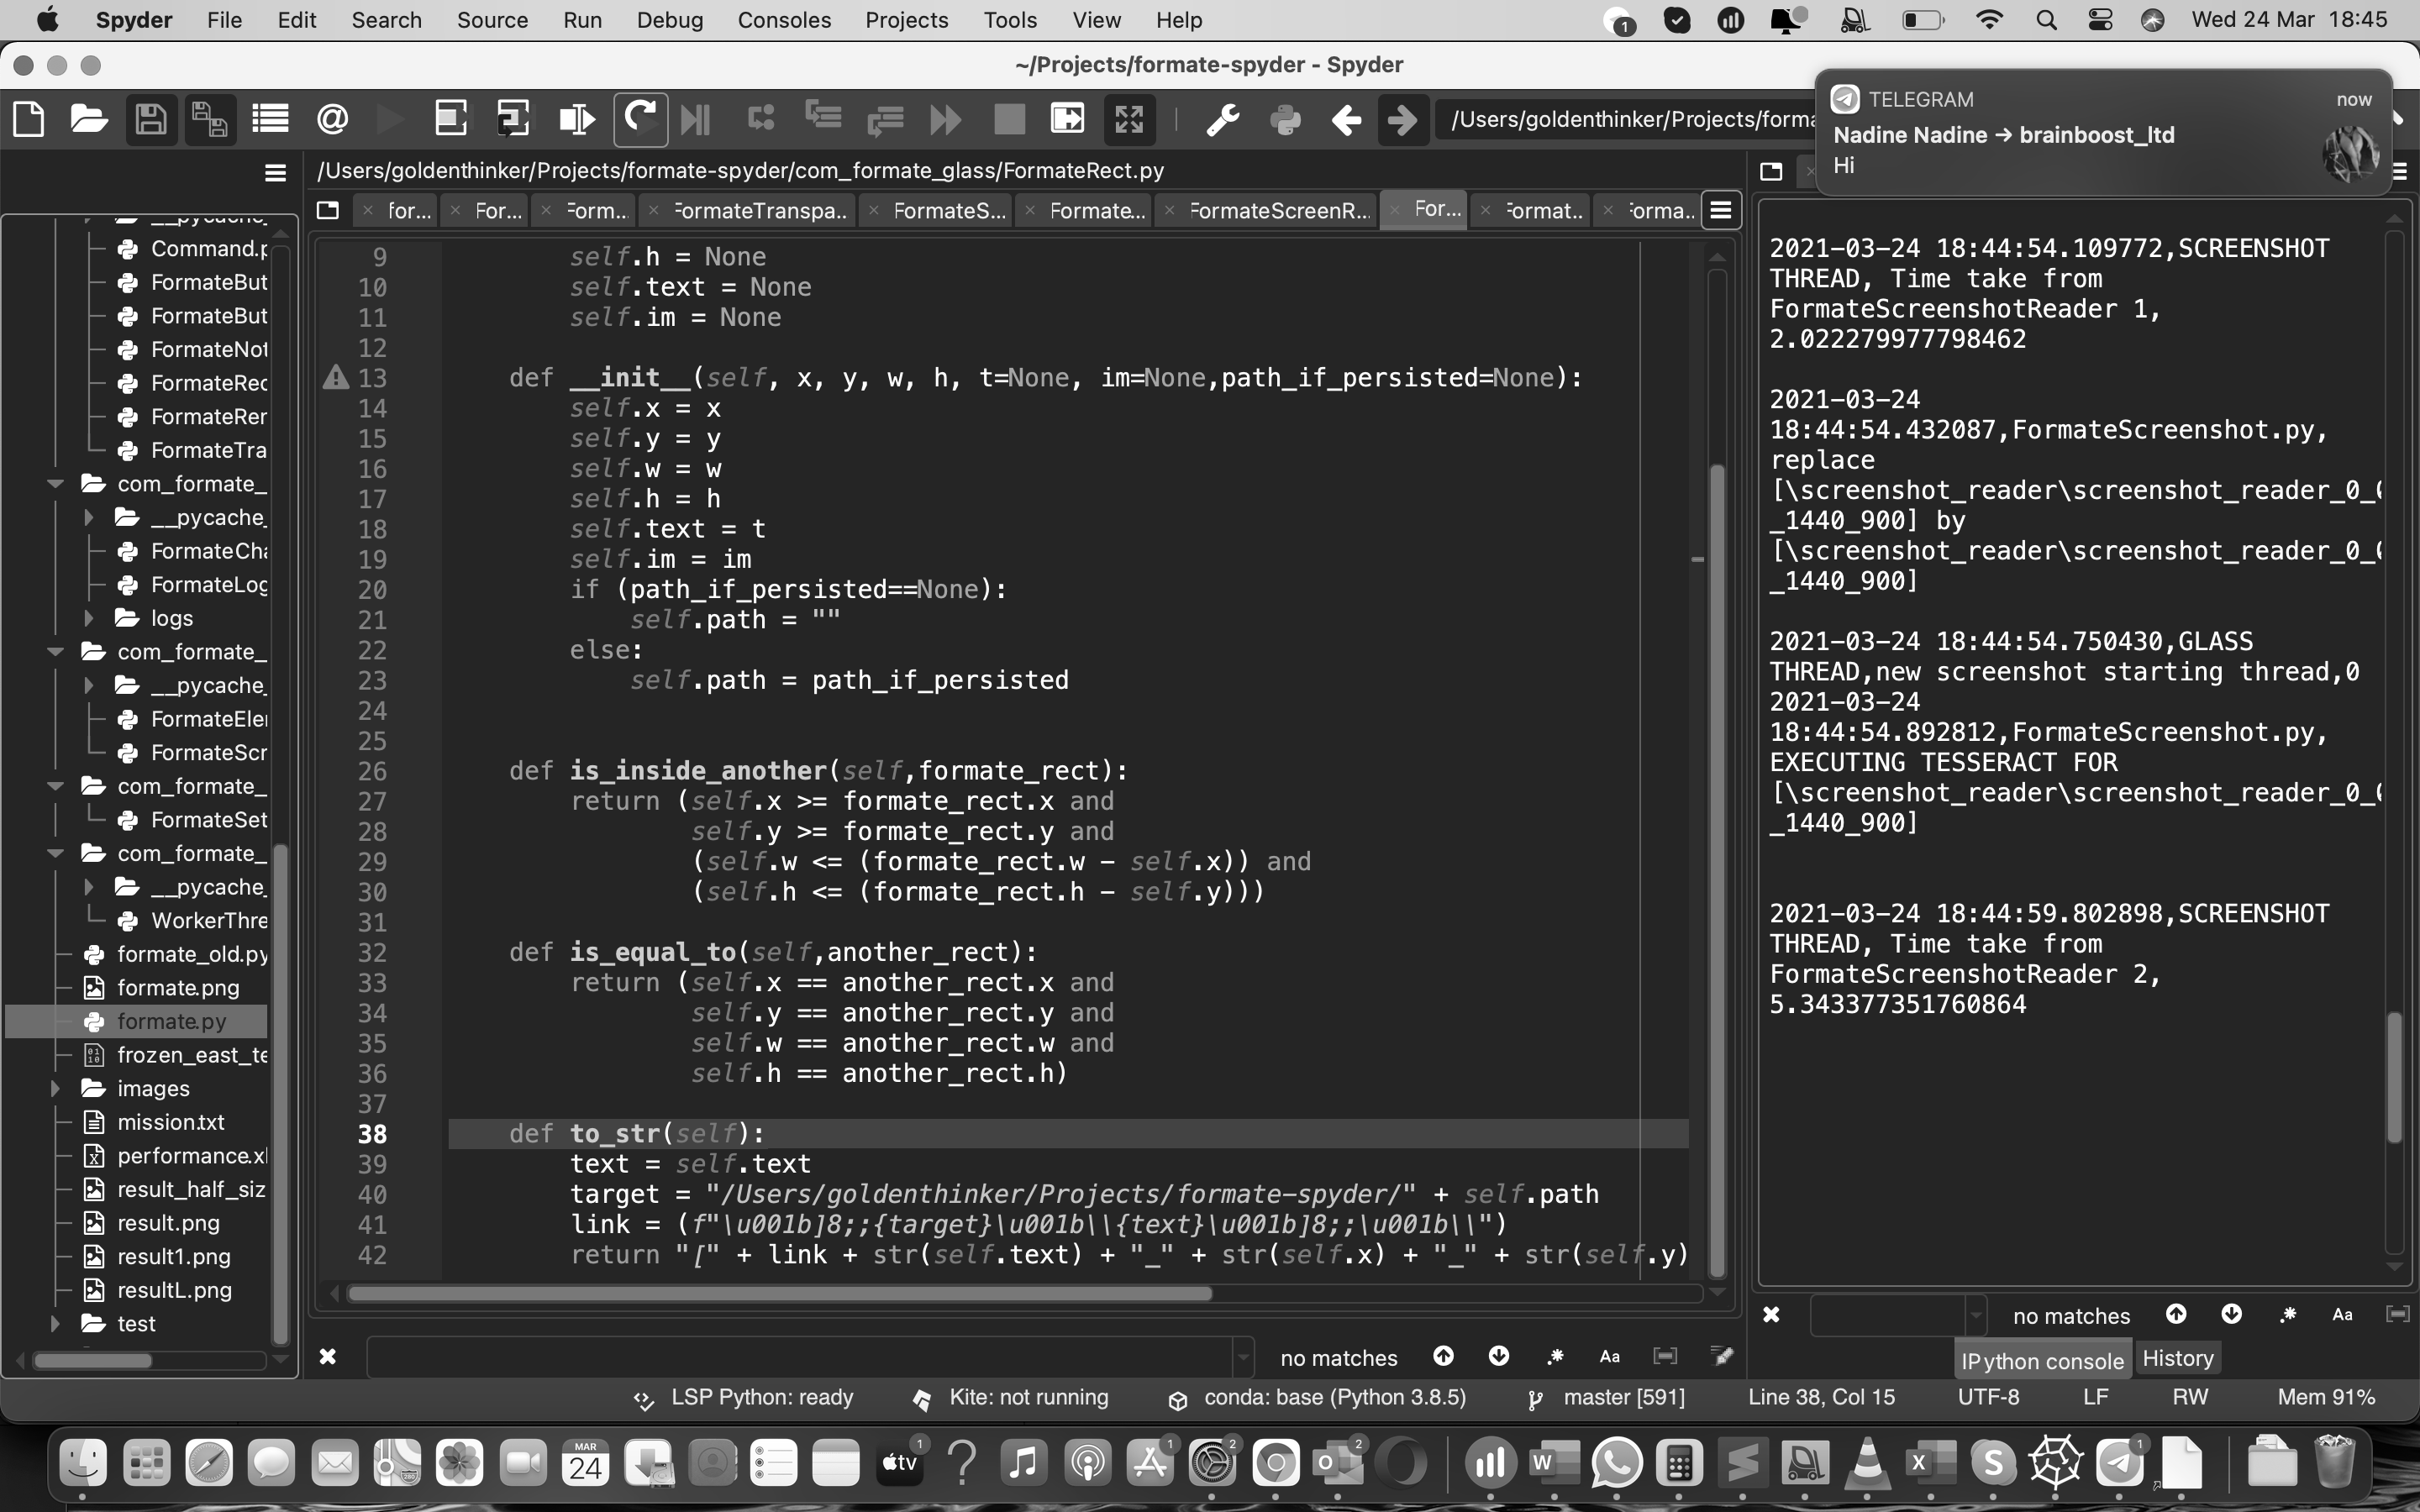 Spyder File Edit Search Source Run Debug Consoles Projects Tools View Help
1
Wed 24 Mar 18:45
~/Projects/formate-spyder - Spyder
/Users/goldenthinker/Projects/forma
TELEGRAM now
Nadine Nadine → brainboost_ltd
Hi
/Users/goldenthinker/Projects/formate-spyder/com_formate_glass/FormateRect.py
for... For... Form... FormateTranspa.. FormateS... Formate... FormateScreenR... For... Format.. Forma..
__pycache_
Command.p
FormateBut
FormateBut
FormateNot
FormateRec
FormateRer
FormateTra
com_formate_
__pycache_
FormateCha
FormateLog
logs
com_formate_
__pycache_
FormateEler
FormateScr
com_formate_
FormateSet
com_formate_
__pycache_
WorkerThre
formate_old.py
formate.png
formate.py
frozen_east_te
images
mission.txt
performance.xl
result_half_siz
result.png
result1.png
resultL.png
test
9 self.h = None
10 self.text = None
11 self.im = None
12
13 def __init__(self, x, y, w, h, t=None, im=None,path_if_persisted=None):
14 self.x = x
15 self.y = y
16 self.w = w
17 self.h = h
18 self.text = t
19 self.im = im
20 if (path_if_persisted==None):
21 self.path = ""
22 else:
23 self.path = path_if_persisted
24
25
26 def is_inside_another(self,formate_rect):
27 return (self.x >= formate_rect.x and
28 self.y >= formate_rect.y and
29 (self.w <= (formate_rect.w - self.x)) and
30 (self.h <= (formate_rect.h - self.y)))
31
32 def is_equal_to(self,another_rect):
33 return (self.x == another_rect.x and
34 self.y == another_rect.y and
35 self.w == another_rect.w and
36 self.h == another_rect.h)
37
38 def to_str(self):
39 text = self.text
40 target = "/Users/goldenthinker/Projects/formate-spyder/" + self.path
41 link = (f"\u001b]8;;{target}\u001b\\{text}\u001b]8;;\u001b\\")
42 return "[" + link + str(self.text) + "_" + str(self.x) + "_" + str(self.y)
2021-03-24 18:44:54.109772,SCREENSHOT
THREAD, Time take from
FormateScreenshotReader 1,
2.022279977798462
2021-03-24
18:44:54.432087,FormateScreenshot.py,
replace
[\screenshot_reader\screenshot_reader_0_0
_1440_900] by
[\screenshot_reader\screenshot_reader_0_0
_1440_900]
2021-03-24 18:44:54.750430,GLASS
THREAD,new screenshot starting thread,0
2021-03-24
18:44:54.892812,FormateScreenshot.py,
EXECUTING TESSERACT FOR
[\screenshot_reader\screenshot_reader_0_0
_1440_900]
2021-03-24 18:44:59.802898,SCREENSHOT
THREAD, Time take from
FormateScreenshotReader 2,
5.343377351760864
no matches .* Aa
IPython console History
no matches .* Aa
LSP Python: ready Kite: not running conda: base (Python 3.8.5) master [591] Line 38, Col 15 UTF-8 LF RW Mem 91%
MAR
24
tv 1
1
2
2
1